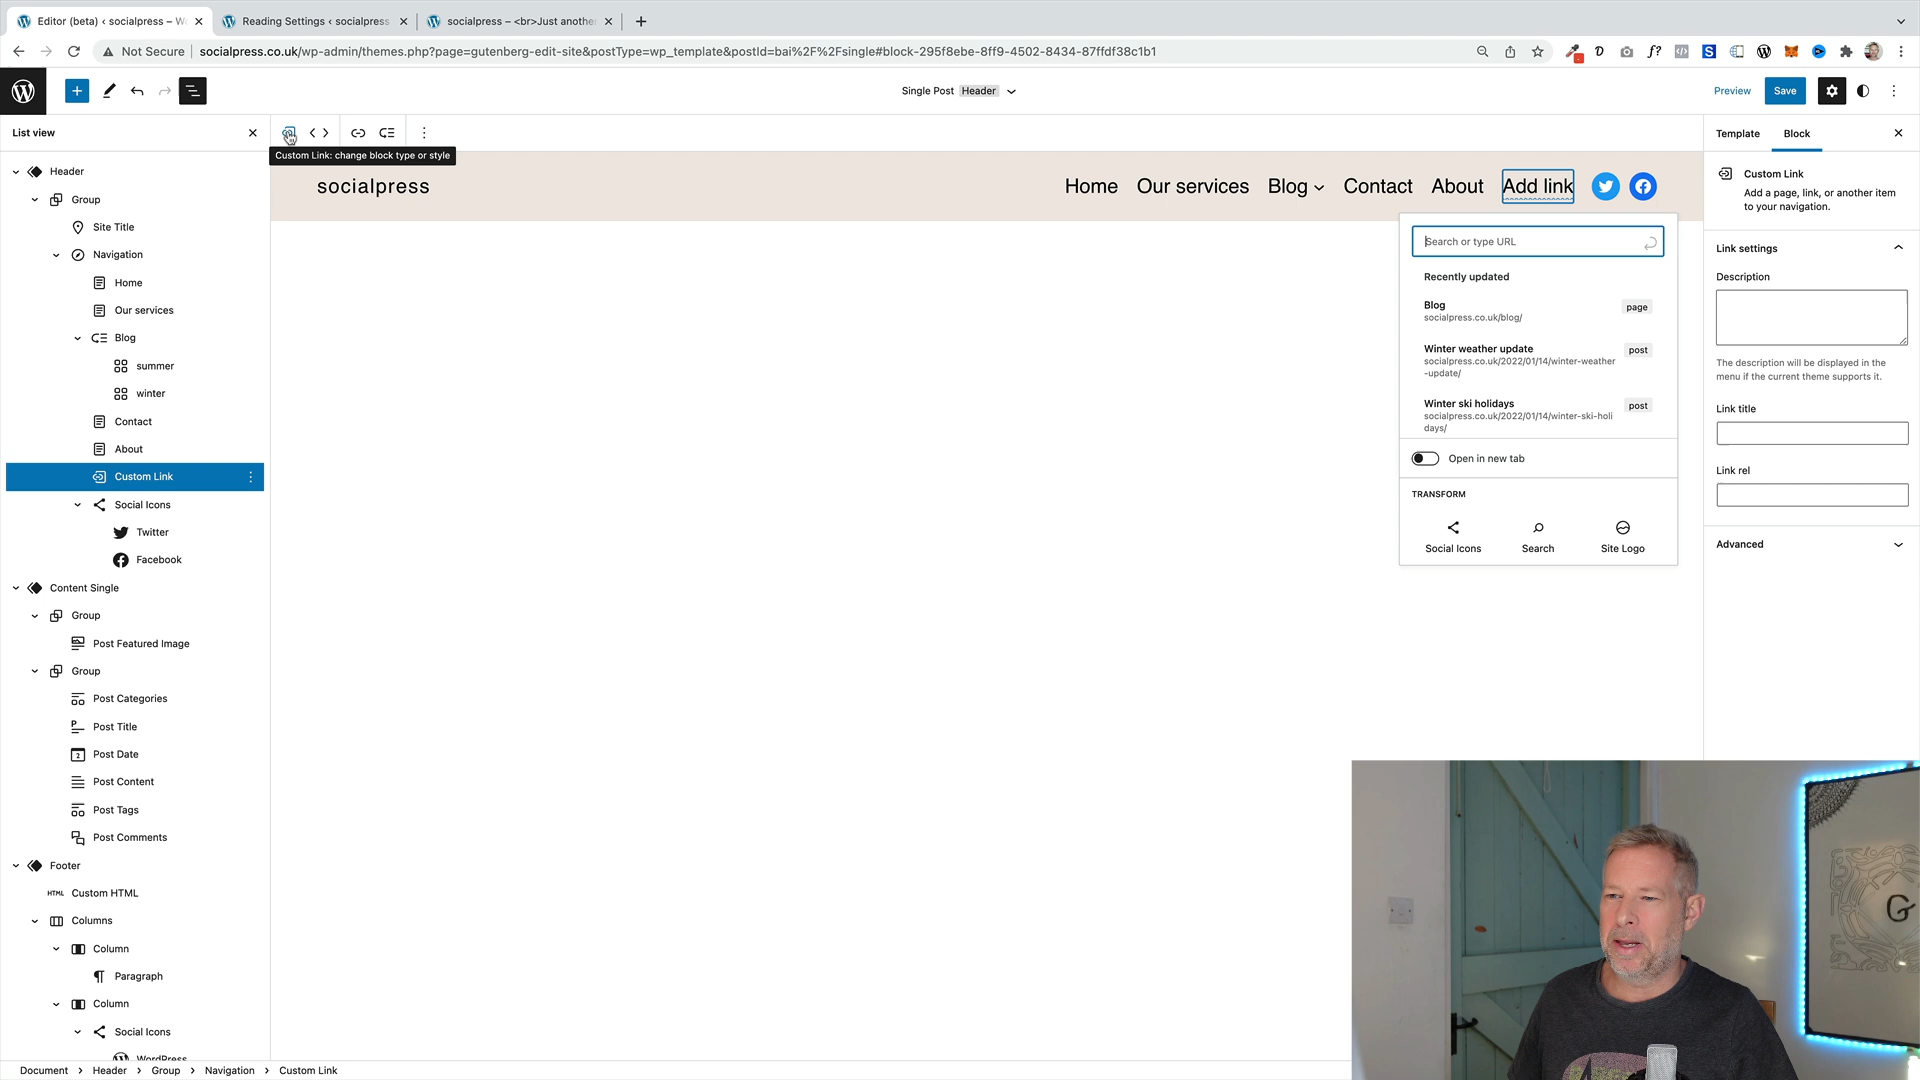 Editor (beta) ‹ socialpress – W
Reading Settings ‹ socialpress
socialpress – <br>Just anothe
Not Secure
socialpress.co.uk/wp-admin/themes.php?page=gutenberg-edit-site&postType=wp_template&postId=bai%2F%2Fsingle#block-295f8ebe-8ff9-4502-8434-87ffdf38c1b1
Single Post Header
Preview
Save
List view
Template
Block
Custom Link: change block type or style
Header
Group
Site Title
Navigation
Home
Our services
Blog
summer
winter
Contact
About
Custom Link
Social Icons
Twitter
Facebook
Content Single
Group
Post Featured Image
Group
Post Categories
Post Title
Post Date
Post Content
Post Tags
Post Comments
Footer
HTML Custom HTML
Columns
Column
Paragraph
Column
Social Icons
WordPress
socialpress
Home Our services Blog Contact About Add link
Search or type URL
Recently updated
Blog
page
socialpress.co.uk/blog/
Winter weather update
post
socialpress.co.uk/2022/01/14/winter-weather
-update/
Winter ski holidays
post
socialpress.co.uk/2022/01/14/winter-ski-holi
days/
Open in new tab
TRANSFORM
Social Icons
Search
Site Logo
Custom Link
Add a page, link, or another item
to your navigation.
Link settings
Description
The description will be displayed in the
menu if the current theme supports it.
Link title
Link rel
Advanced
G
Document > Header > Group > Navigation > Custom Link